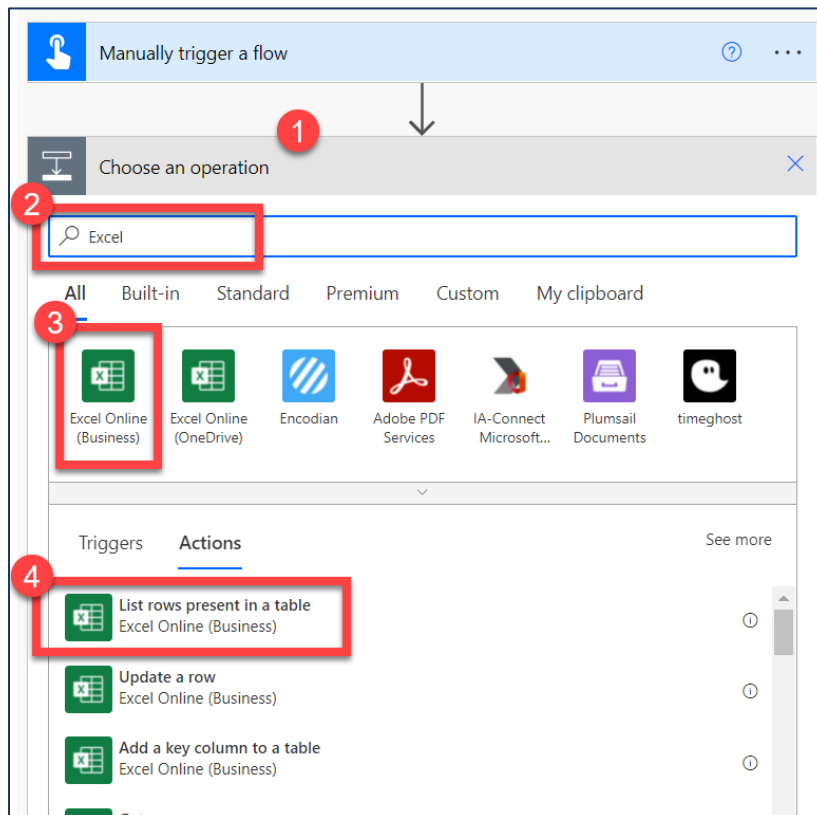 Manually trigger a flow
1
Choose an operation
2
Excel
All Built-in Standard Premium Custom My clipboard
3
Excel Online (Business)
Excel Online (OneDrive)
Encodian
Adobe PDF Services
IA-Connect Microsoft...
Plumsail Documents
timeghost
Triggers Actions See more
4
List rows present in a table
Excel Online (Business)
Update a row
Excel Online (Business)
Add a key column to a table
Excel Online (Business)